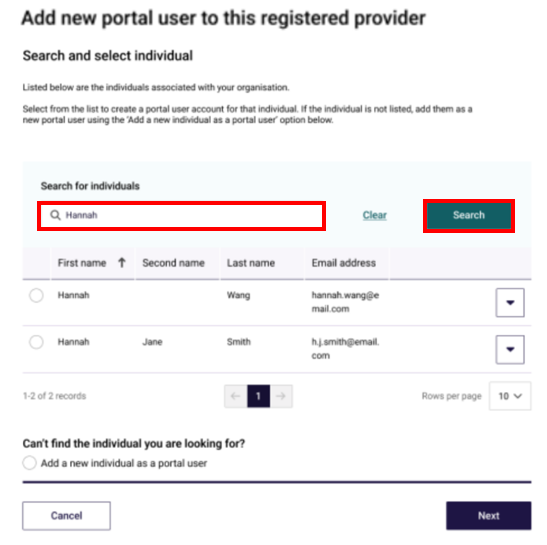 Add new portal user to this registered provider
Search and select individual
Listed below are the individuals associated with your organisation.
Select from the list to create a portal user account for that individual. If the individual is not listed, add them as a
new portal user using the 'Add a new individual as a portal user' option below.
Search for individuals
Hannah
Clear
Search
First name Second name Last name Email address
Hannah Wang hannah.wang@e
mail.com
Hannah Jane Smith h.j.smith@email.
com
1-2 of 2 records
1
Rows per page 10
Can't find the individual you are looking for?
Add a new individual as a portal user
Cancel
Next